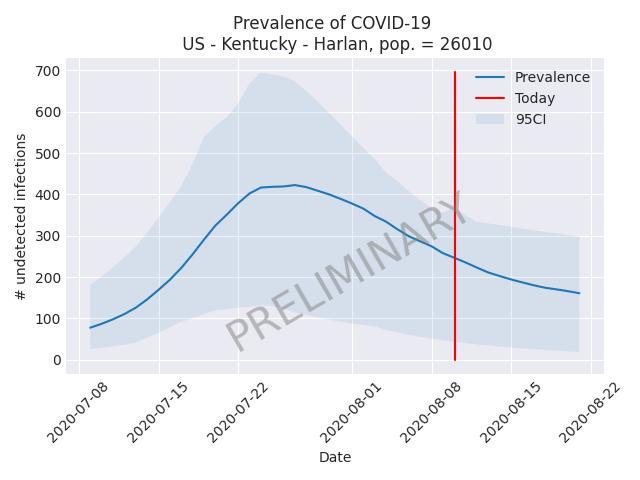 Prevalence of COVID-19
US - Kentucky - Harlan, pop. = 26010
# undetected infections
700
600
500
400
300
200
100
0
Prevalence
Today
95CI
PRELIMINARY
2020-07-08
2020-07-15
2020-07-22
2020-08-01
2020-08-08
2020-08-15
2020-08-22
Date